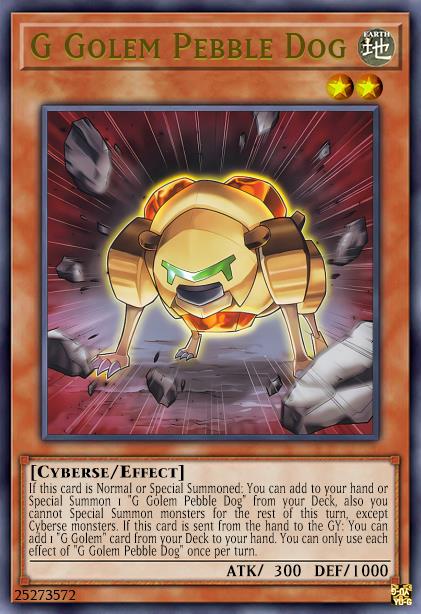 G Golem Pebble Dog
EARTH
地
[Cyberse/Effect]
If this card is Normal or Special Summoned: You can add to your hand or
Special Summon 1 "G Golem Pebble Dog" from your Deck, also you
cannot Special Summon monsters for the rest of this turn, except
Cyberse monsters. If this card is sent from the hand to the GY: You can
add 1 "G Golem" card from your Deck to your hand. You can only use each
effect of "G Golem Pebble Dog" once per turn.
ATK/ 300 DEF/1000
25273572